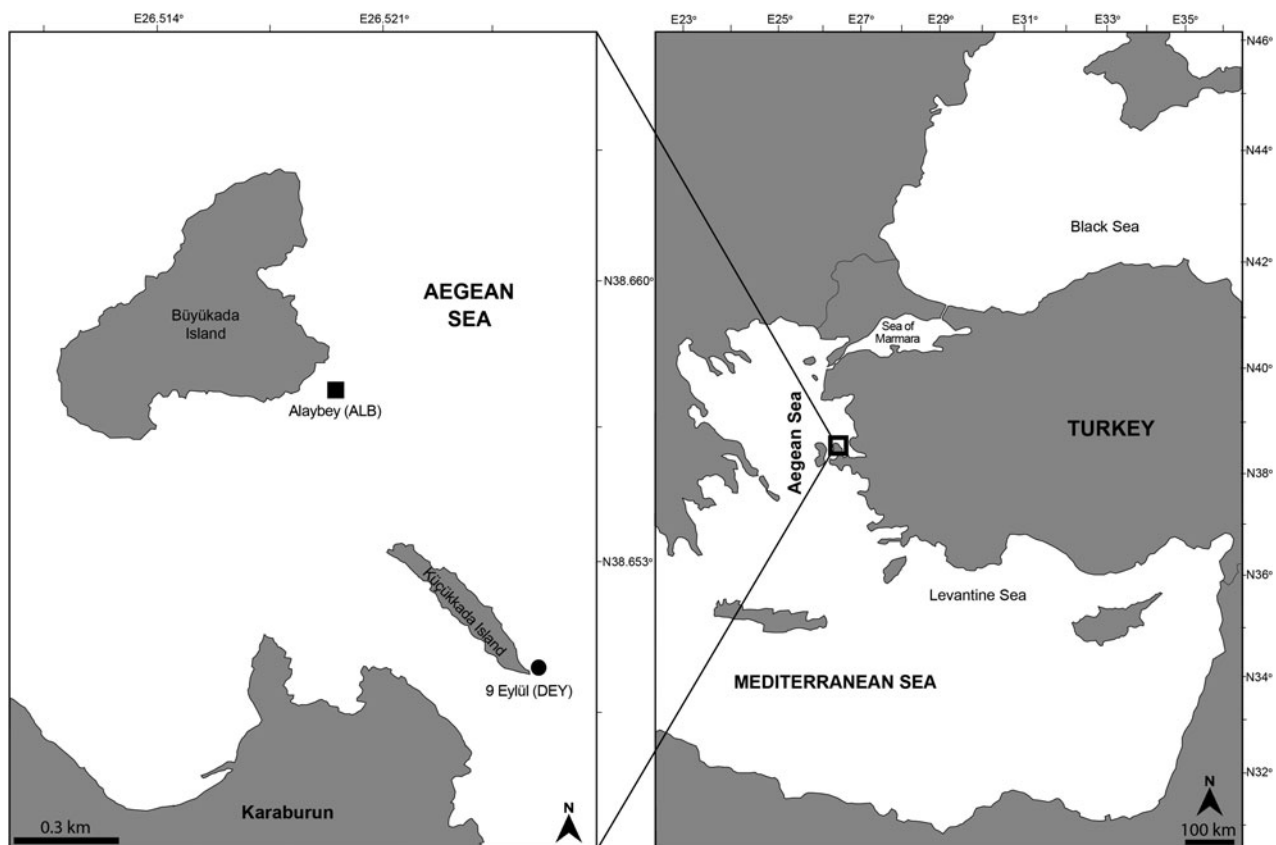 E26.514°
E26.521°
N38.660°
N38.653°
Büyükada
Island
AEGEAN
SEA
Alaybey (ALB)
Küçükkada Island
9 Eylül (DEY)
Karaburun
0.3 km
N
E23°
E25°
E27°
E29°
E31°
E33°
E35°
N46°
N44°
N42°
N40°
N38°
N36°
N34°
N32°
Black Sea
Sea of
Marmara
Aegean Sea
TURKEY
Levantine Sea
MEDITERRANEAN SEA
N
100 km